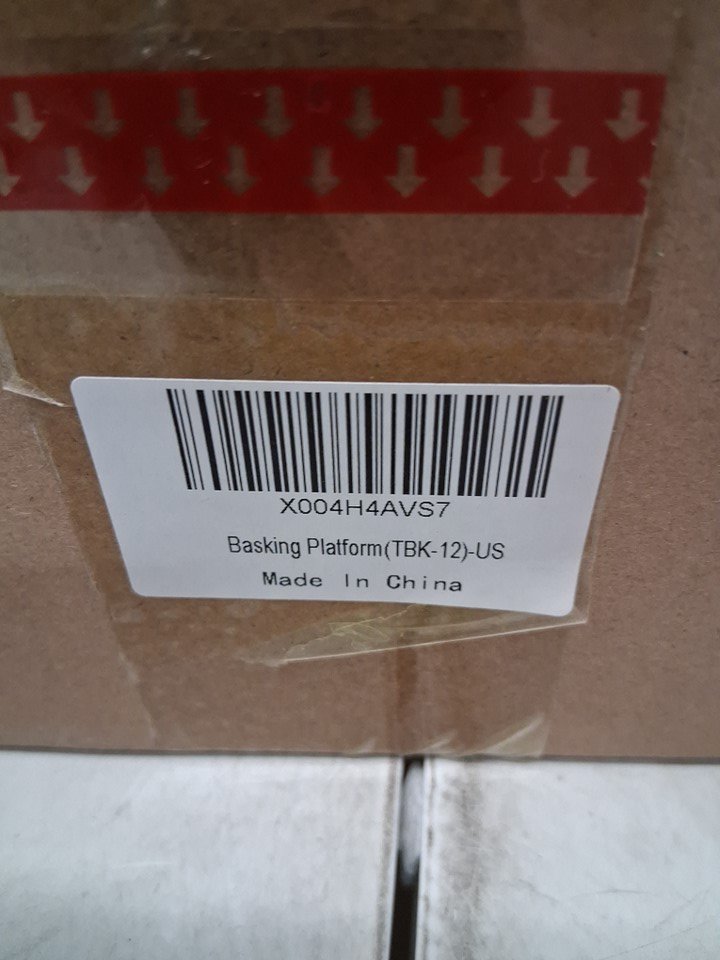 X004H4AVS7
Basking Platform(TBK-12)-US
Made In China